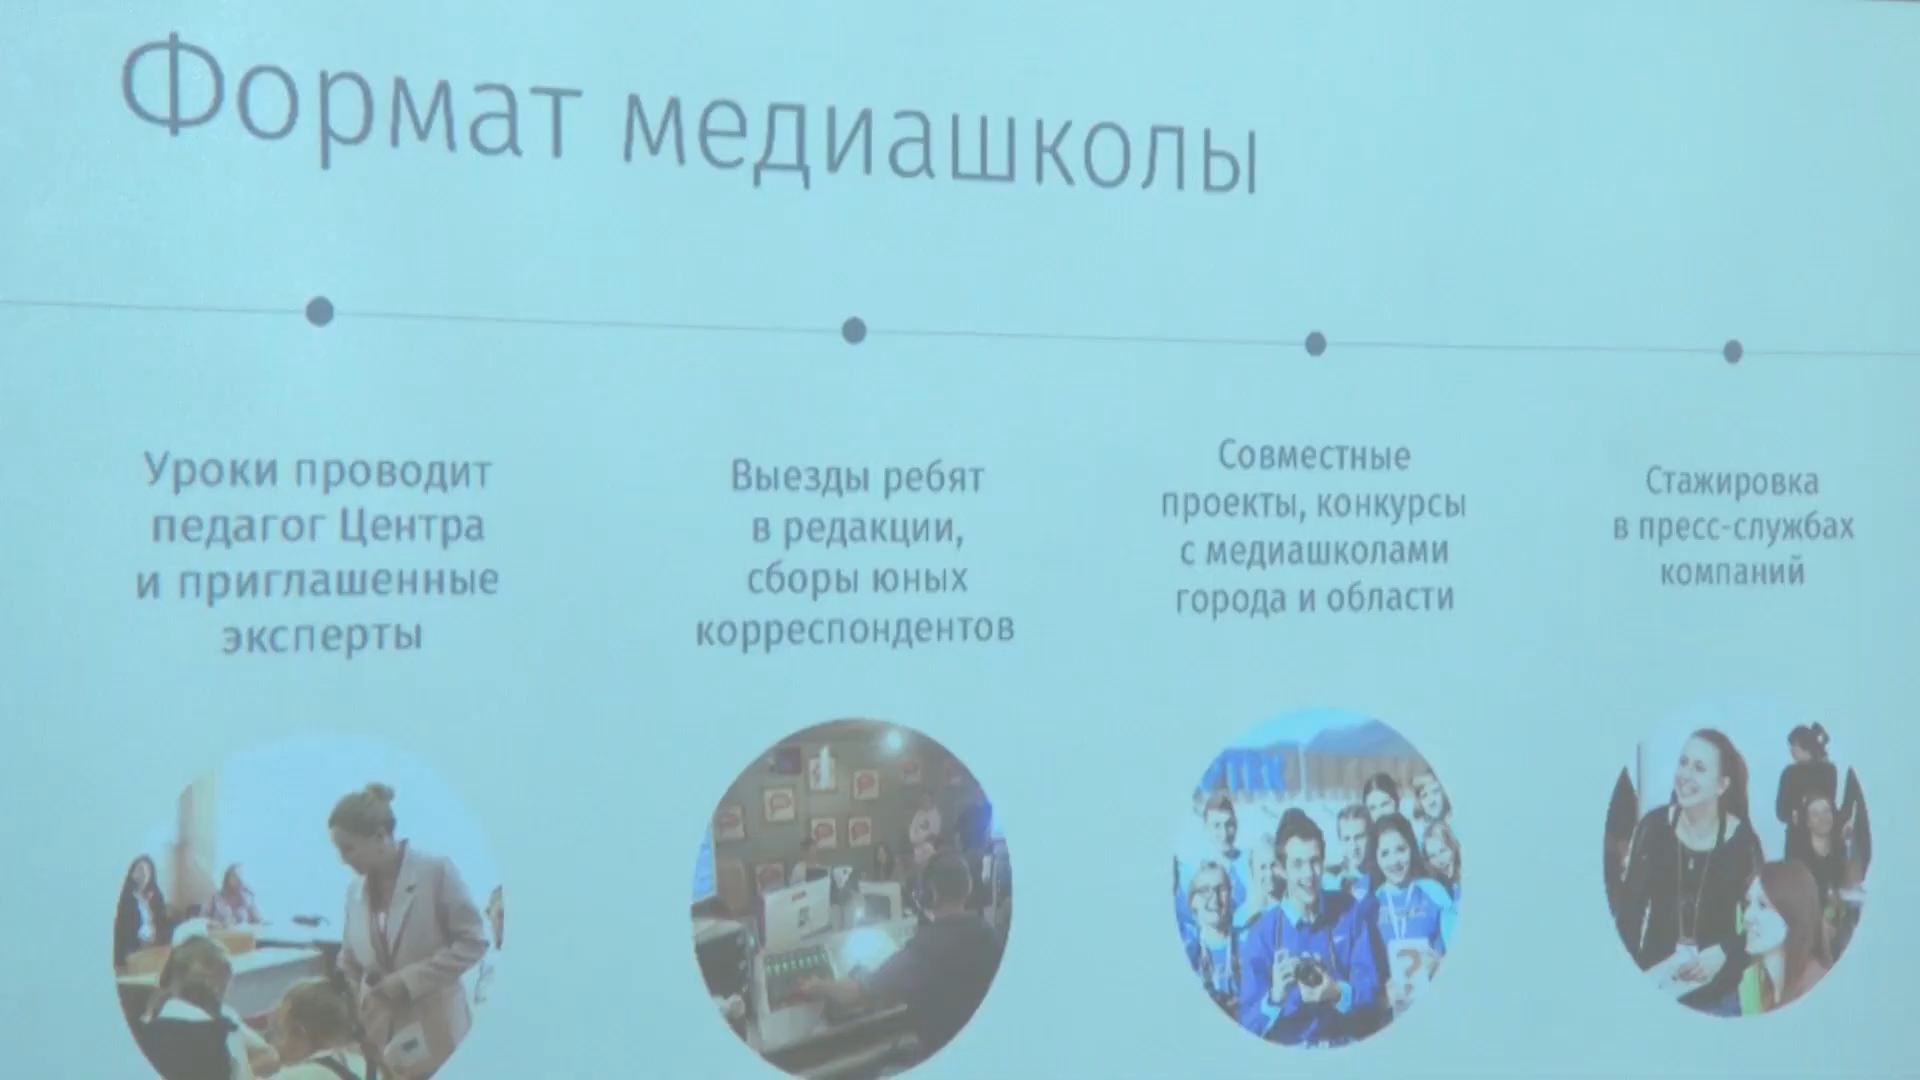 Формат медиашколы
Уроки проводит
педагог Центра
и приглашенные
эксперты
Выезды ребят
в редакции,
сборы юных
корреспондентов
Совместные
проекты, конкурсы
с медиашколами
города и области
Стажировка
в пресс-службах
компаний